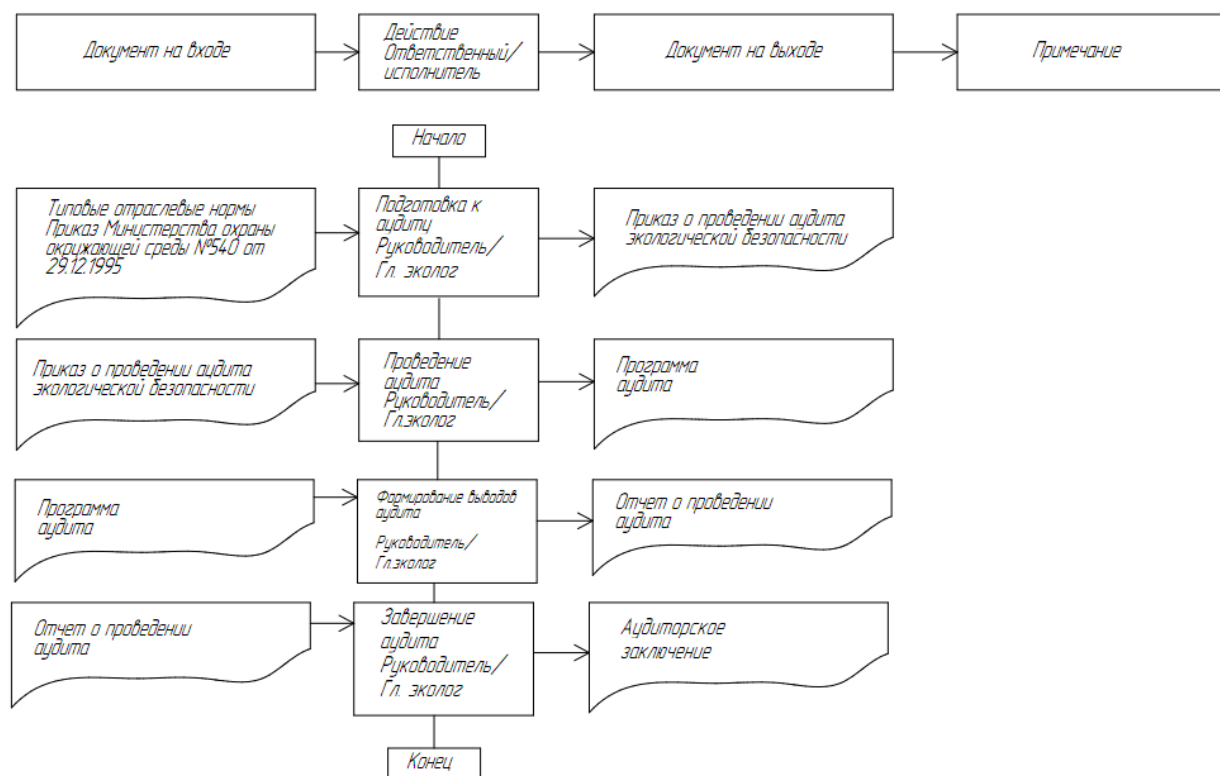 Документ на входе
Действие
Ответственный/
исполнитель
Документ на выходе
Примечание
Начало
Типовые отраслевые нормы
Приказ Министерства охраны
окружающей среды №540 от
29.12.1995
Подготовка к
аудиту
Руководитель/
Гл. эколог
Приказ о проведении аудита
экологической безопасности
Приказ о проведении аудита
экологической безопасности
Проведение
аудита
Руководитель/
Гл.эколог
Программа
аудита
Программа
аудита
Формирование выводов
аудита
Руководитель/
Гл.эколог
Отчет о проведении
аудита
Отчет о проведении
аудита
Завершение
аудита
Руководитель/
Гл. эколог
Аудиторское
заключение
Конец